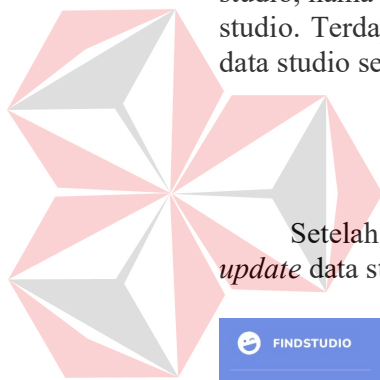 studio, nama
studio. Terda
data studio se
Setelah
update data st
FINDSTUDIO